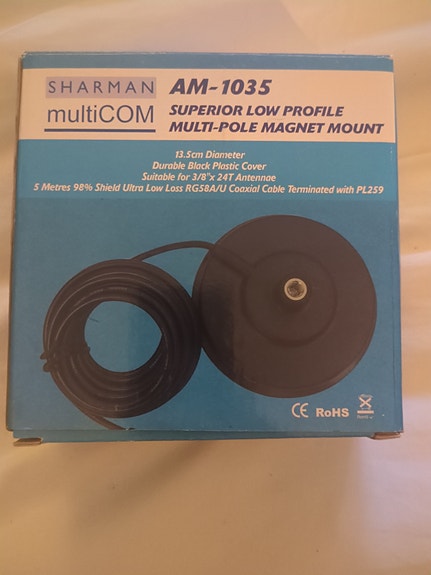 SHARMAN
multiCOM
AM-1035
SUPERIOR LOW PROFILE
MULTI-POLE MAGNET MOUNT
13.5cm Diameter
Durable Black Plastic Cover
Suitable for 3/8"x 24T Antennae
5 Metres 98% Shield Ultra Low Loss RG58A/U Coaxial Cable Terminated with PL259
CE RoHS